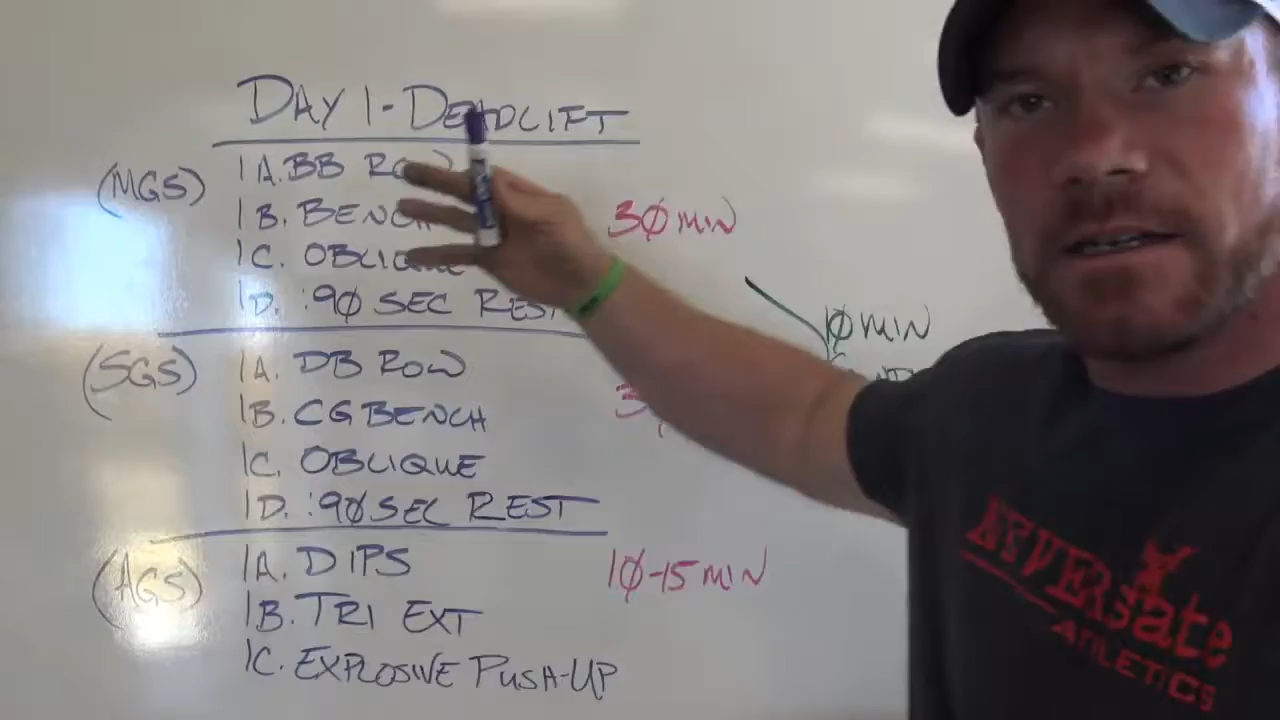 DAY 1 - DEADLIFT
(MGS)
1A. BB ROW
1B. BENCH
1C. OBLIQUE
1D. :90 SEC REST
30 MIN
(SGS)
1A. DB ROW
1B. CG BENCH
1C. OBLIQUE
1D. :90 SEC REST
10 MIN
(AGS)
1A. DIPS
1B. TRI EXT
1C. EXPLOSIVE PUSH-UP
10-15 MIN
ATHLETICS